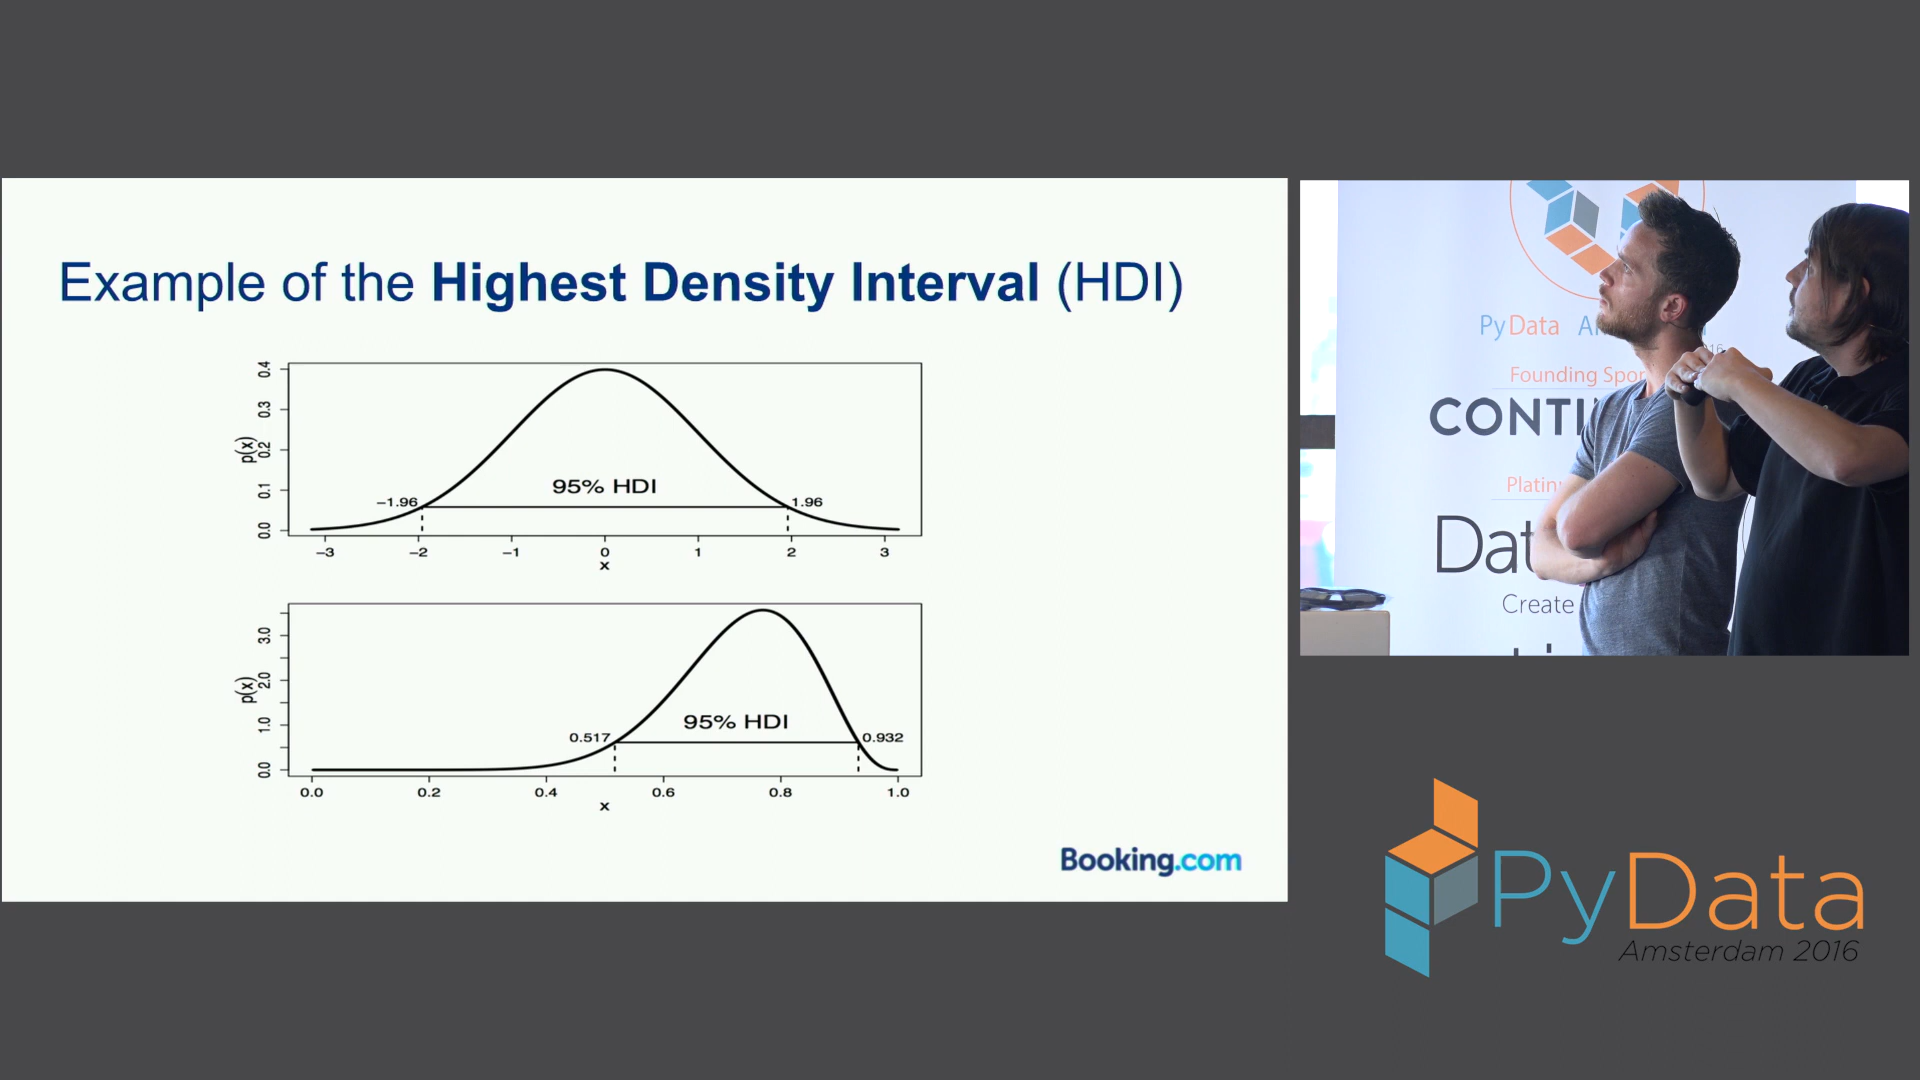 Example of the Highest Density Interval (HDI)
p(x)
0.4
0.3
0.2
0.1
0.0
95% HDI
−1.96
1.96
−3 −2 −1 0 1 2 3
x
p(x)
3.0
2.0
1.0
0.0
95% HDI
0.517
0.932
0.0 0.2 0.4 0.6 0.8 1.0
x
Booking.com
PyData
Founding
CONTI
Dat
Create
PyData
Amsterdam 2016